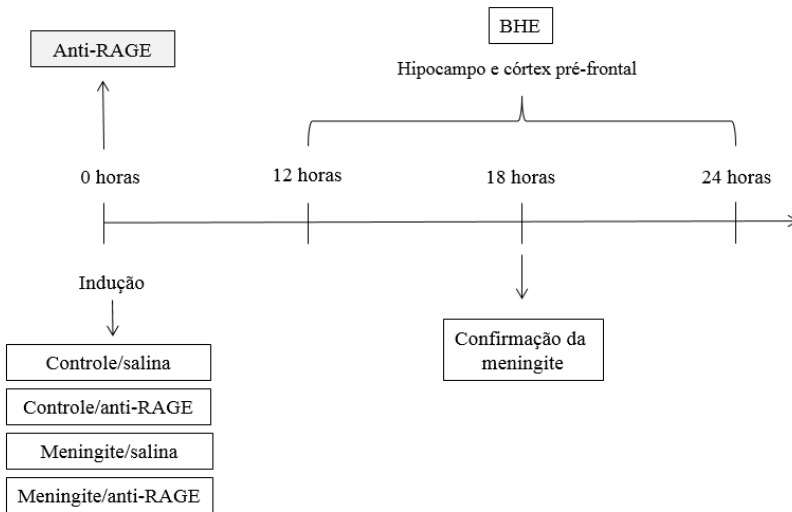 BHE
Anti-RAGE
Hipocampo e córtex pré-frontal
0 horas
12 horas
18 horas
24 horas
Indução
Confirmação da
meningite
Controle/salina
Controle/anti-RAGE
Meningite/salina
Meningite/anti-RAGE